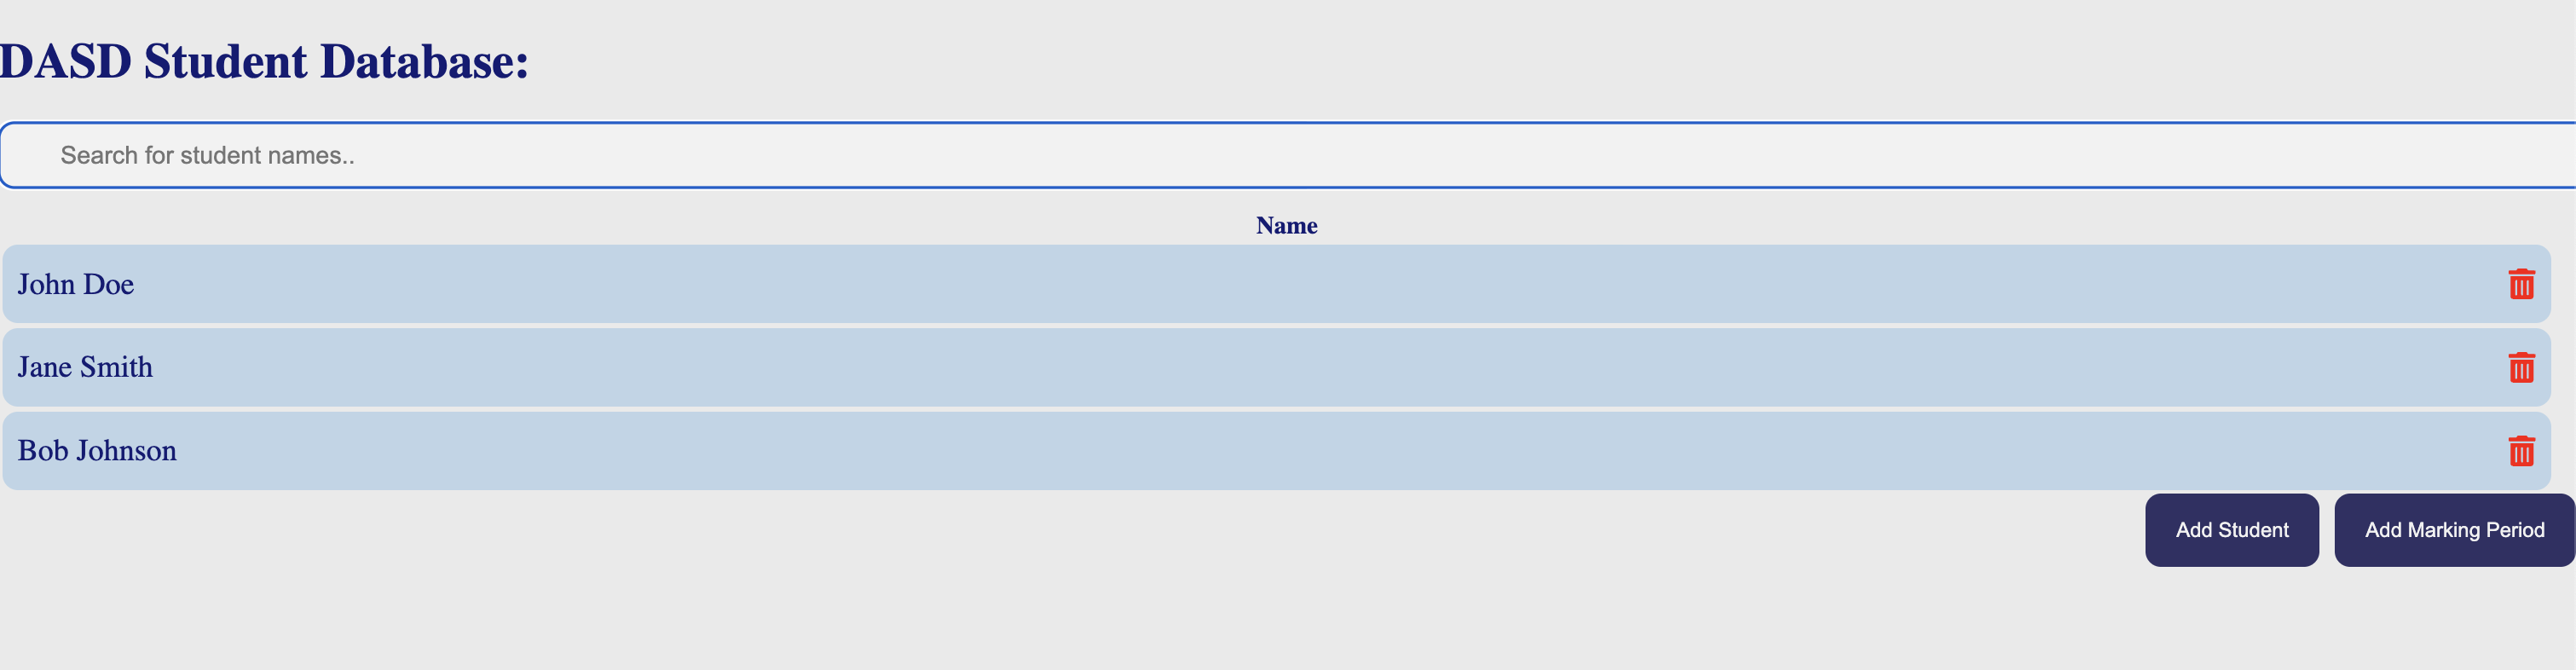 DASD Student Database:
Search for student names..
Name
John Doe
Jane Smith
Bob Johnson
Add Student Add Marking Period